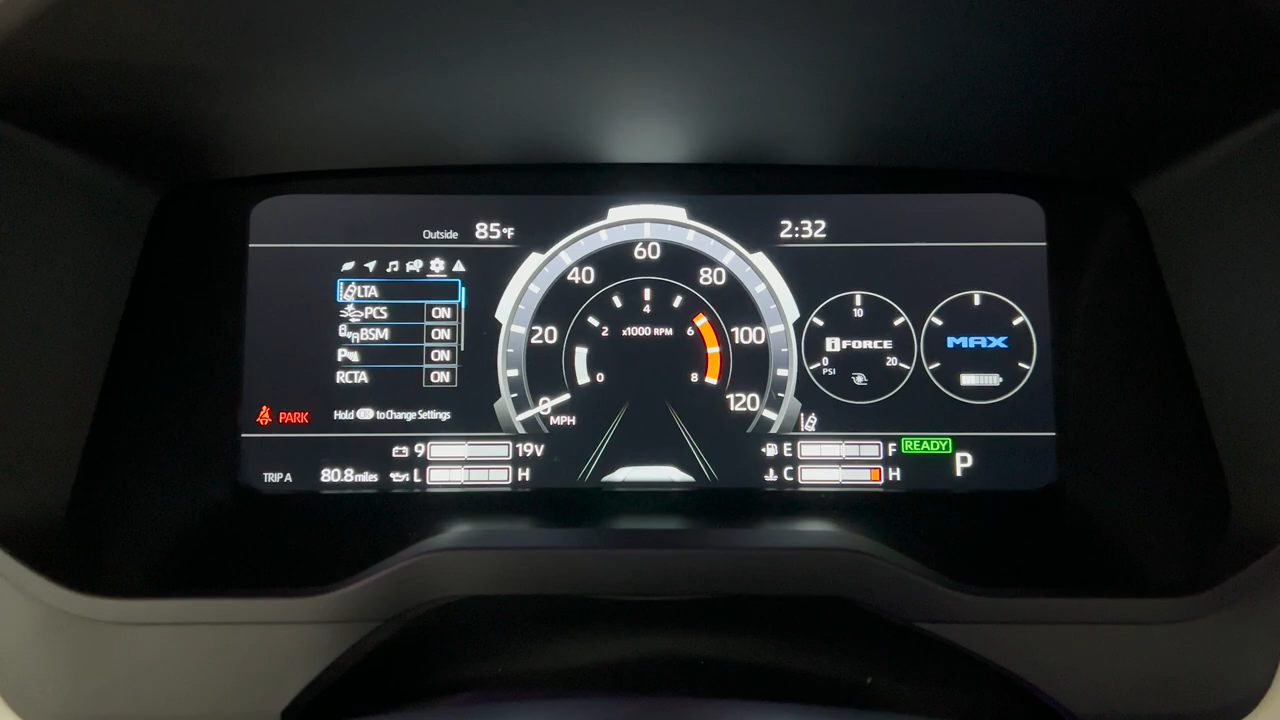 Outside 85°F
2:32
LTA
PCS ON
BSM ON
P ON
RCTA ON
Hold OK to Change Settings
PARK
60
40 80
20 100
0 120
MPH
4
2 x1000 RPM 6
0 8
10
iFORCE
0 20
PSI
MAX
9 19V
L H
TRIP A 80.8 miles
E F
C H
READY
P